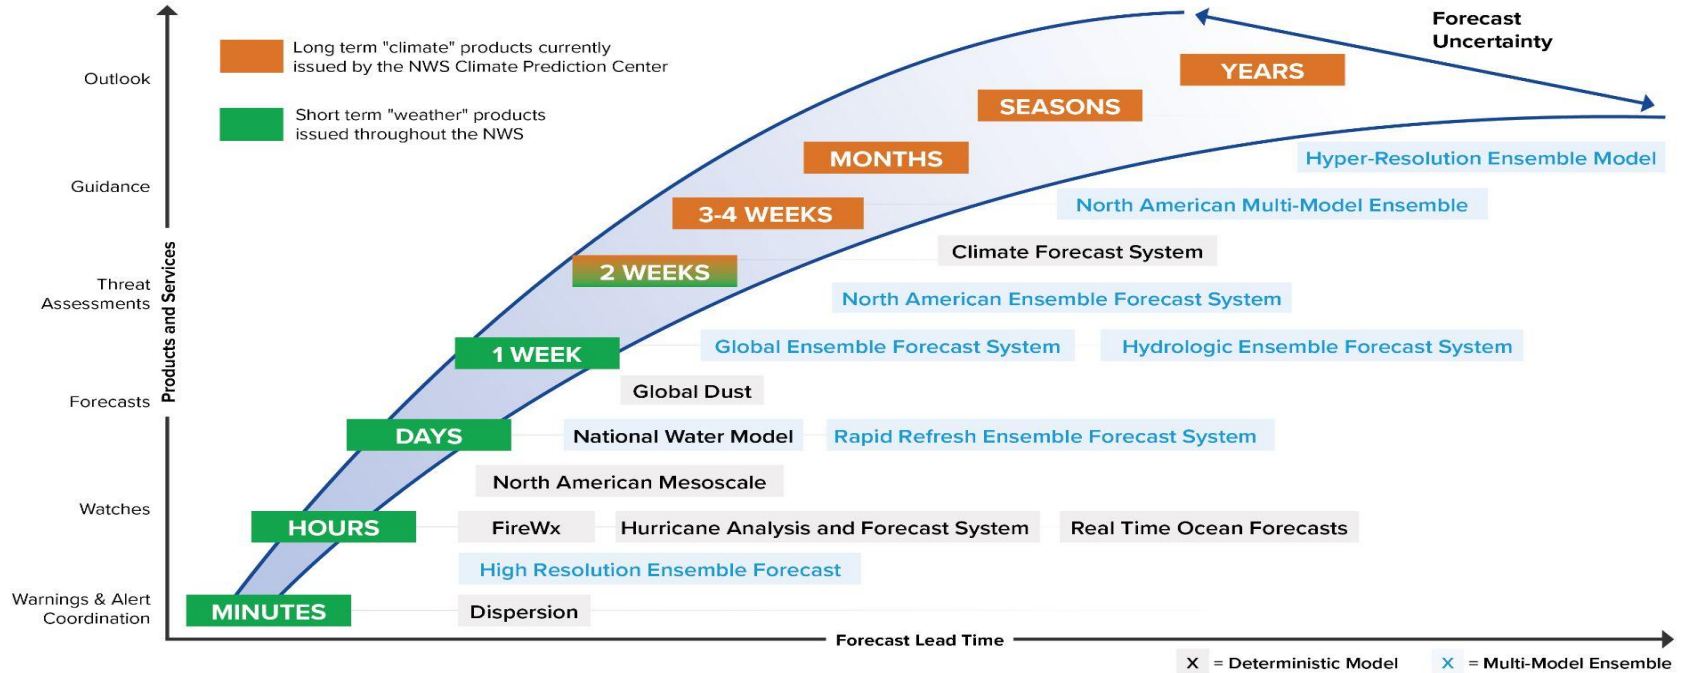 Forecast
Uncertainty
Long term "climate" products currently
issued by the NWS Climate Prediction Center
Short term "weather" products
issued throughout the NWS
Outlook
Guidance
Threat
Assessments
Forecasts
Watches
Warnings & Alert
Coordination
Products and Services
YEARS
SEASONS
MONTHS
Hyper-Resolution Ensemble Model
3-4 WEEKS
North American Multi-Model Ensemble
Climate Forecast System
2 WEEKS
North American Ensemble Forecast System
1 WEEK
Global Ensemble Forecast System
Hydrologic Ensemble Forecast System
Global Dust
DAYS
National Water Model
Rapid Refresh Ensemble Forecast System
North American Mesoscale
HOURS
FireWx
Hurricane Analysis and Forecast System
Real Time Ocean Forecasts
High Resolution Ensemble Forecast
MINUTES
Dispersion
Forecast Lead Time
X = Deterministic Model
X = Multi-Model Ensemble